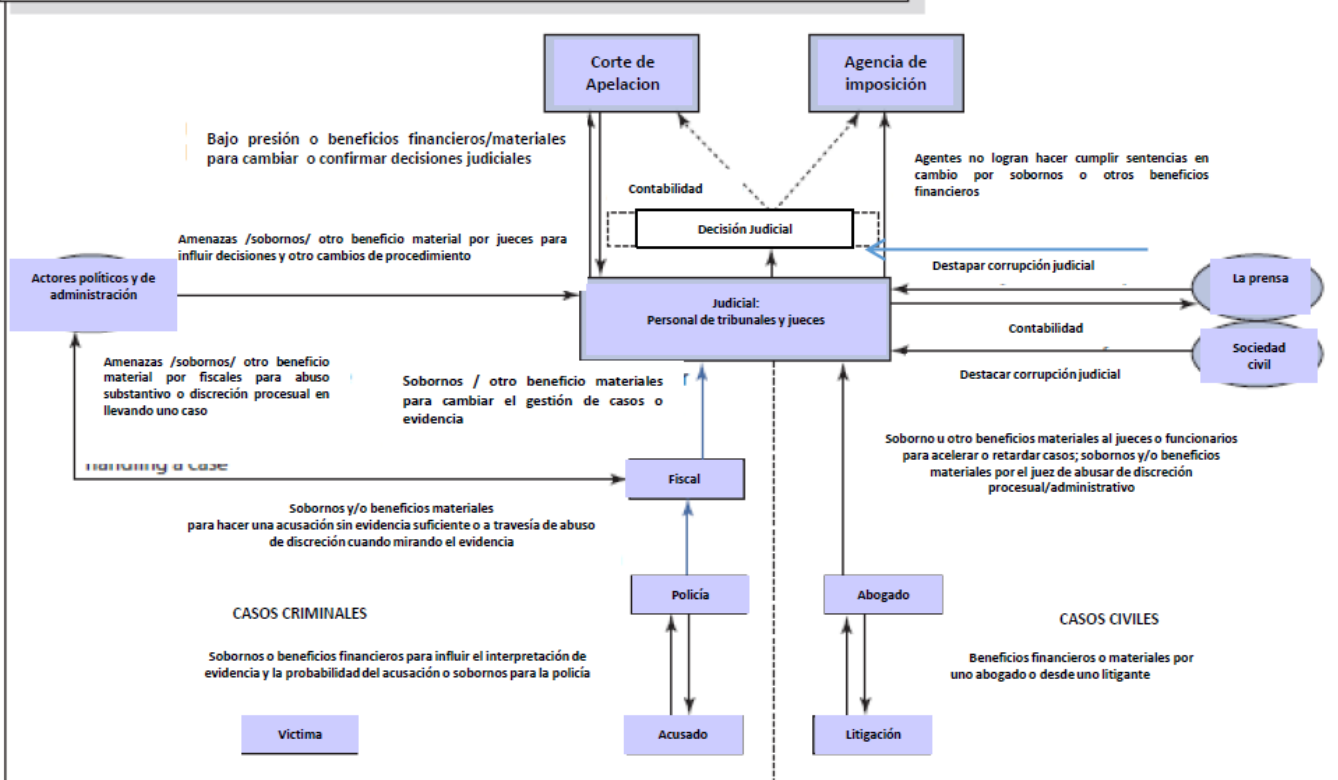 Corte de
Apelacion
Agencia de
imposición
Bajo presión o beneficios financieros/materiales
para cambiar o confirmar decisiones judiciales
Agentes no logran hacer cumplir sentencias en
cambio por sobornos o otros beneficios
financieros
Contabilidad
Decisión Judicial
Amenazas /sobornos/ otro beneficio material por jueces para
influir decisiones y otro cambios de procedimiento
Destapar corrupción judicial
Actores políticos y de
administración
La prensa
Judicial:
Personal de tribunales y jueces
Contabilidad
Sociedad
civil
Amenazas /sobornos/ otro beneficio
material por fiscales para abuso
substantivo o discreción procesual en
llevando uno caso
Sobornos / otro beneficio materiales
para cambiar el gestión de casos o
evidencia
Destacar corrupción judicial
Soborno u otro beneficios materiales al jueces o funcionarios
para acelerar o retardar casos; sobornos y/o beneficios
materiales por el juez de abusar de discreción
procesual/administrativo
handling a case
Fiscal
Sobornos y/o beneficios materiales
para hacer una acusación sin evidencia suficiente o a travesía de abuso
de discreción cuando mirando el evidencia
Policía
Abogado
CASOS CRIMINALES
CASOS CIVILES
Sobornos o beneficios financieros para influir el interpretación de
evidencia y la probabilidad del acusación o sobornos para la policía
Beneficios financieros o materiales por
uno abogado o desde uno litigante
Victima
Acusado
Litigación